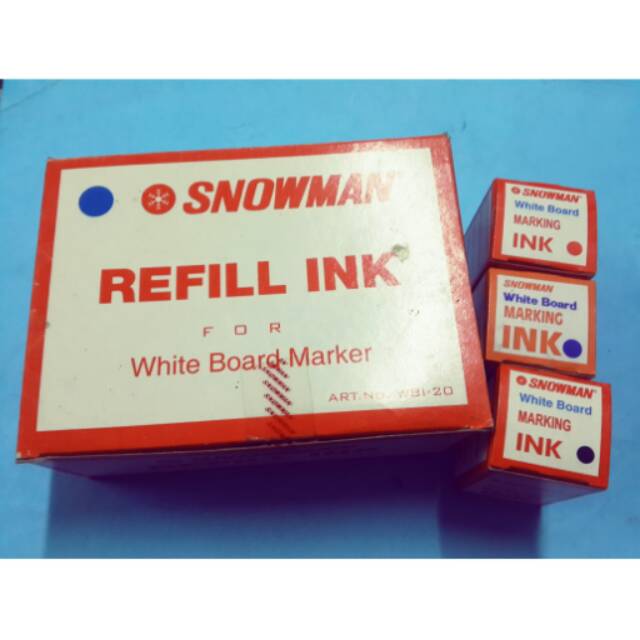 SNOWMAN
REFILL INK
FOR
White Board Marker
ART.NO. WBI-20
SNOWMAN
White Board
MARKING
INK
SNOWMAN
White Board
MARKING
INK
SNOWMAN
White Board
MARKING
INK